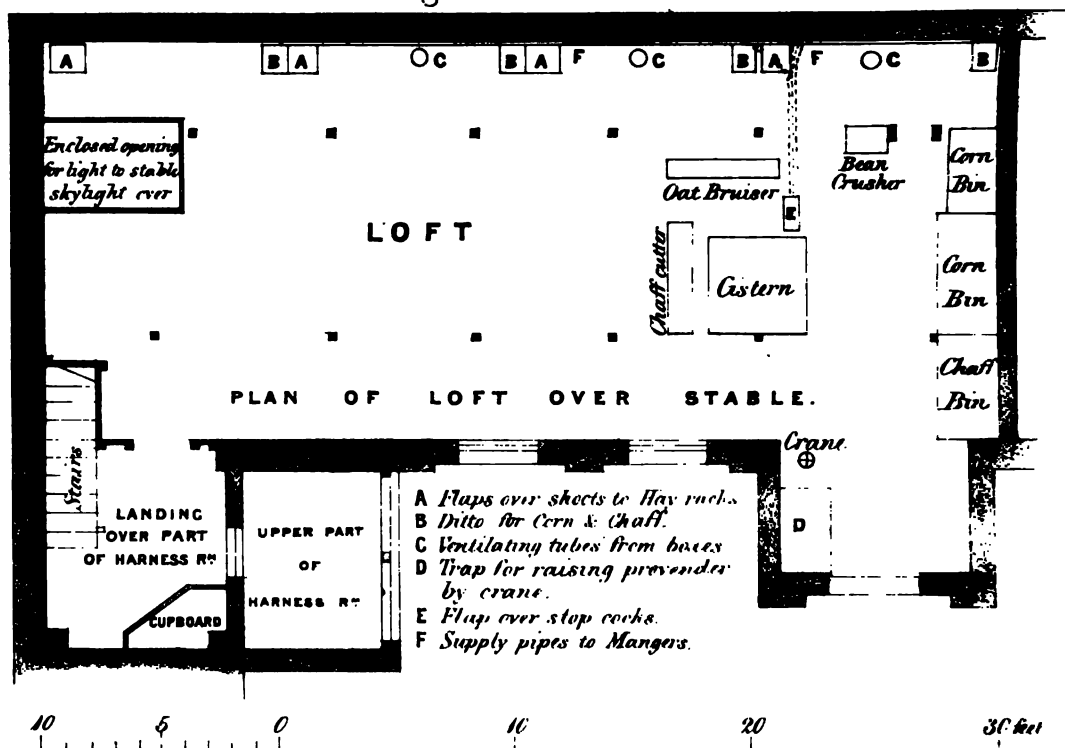 A B A C B A F C B A F C B
Enclosed opening
for light to stable
skylight over
Oat Bruiser
Bean
Crusher
Corn
Bin
E
LOFT
Chaff cutter
Cistern
Corn
Bin
Chaff
Bin
PLAN OF LOFT OVER STABLE.
Crane
Stairs
LANDING
OVER PART
OF HARNESS RM
UPPER PART
OF
HARNESS RM
CUPBOARD
D
A Flaps over shoots to Hay racks.
B Ditto for Corn & Chaff.
C Ventilating tubes from boxes
D Trap for raising provender
by crane.
E Flap over stop cocks.
F Supply pipes to Mangers.
10 5 0 10 20 30 feet